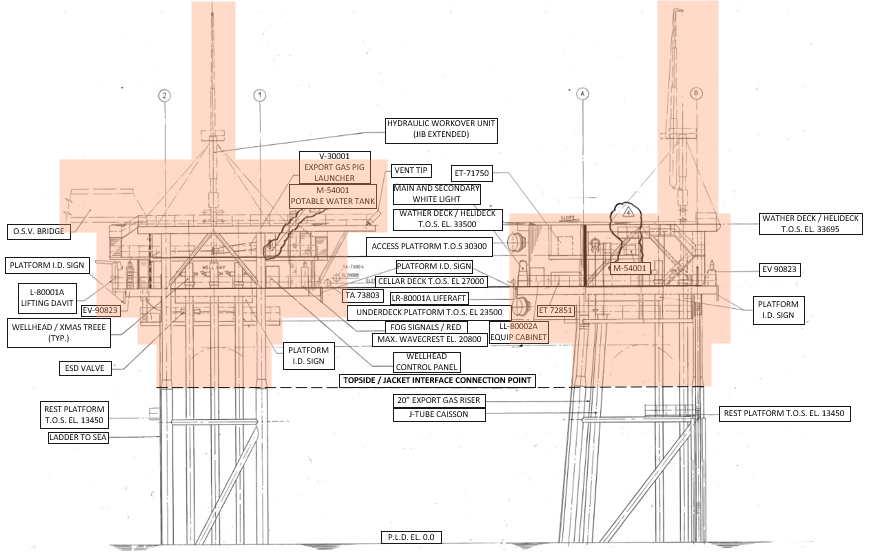 2
1
A
B
HYDRAULIC WORKOVER UNIT
(JIB EXTENDED)
V-30001
EXPORT GAS PIG
LAUNCHER
M-54001
POTABLE WATER TANK
VENT TIP
ET-71750
MAIN AND SECONDARY
WHITE LIGHT
WATHER DECK / HELIDECK
T.O.S. EL. 33500
SLOPE
WATHER DECK / HELIDECK
T.O.S. EL. 33695
O.S.V. BRIDGE
ACCESS PLATFORM T.O.S 30300
PLATFORM I.D. SIGN
WELL BAY
PLATFORM I.D. SIGN
M-54001
EV 90823
CELLAR DECK T.O.S. EL 27000
L-80001A
LIFTING DAVIT
TA 73803
LR-80001A LIFERAFT
EV-90823
UNDERDECK PLATFORM T.O.S EL 23500
ET 72851
PLATFORM
I.D. SIGN
WELLHEAD / XMAS TREEE
(TYP.)
FOG SIGNALS / RED
LL-80002A
EQUIP CABINET
MAX. WAVECREST EL. 20800
PLATFORM
I.D. SIGN
WELLHEAD
CONTROL PANEL
ESD VALVE
TOPSIDE / JACKET INTERFACE CONNECTION POINT
20" EXPORT GAS RISER
J-TUBE CAISSON
REST PLATFORM
T.O.S. EL. 13450
REST PLATFORM T.O.S. EL. 13450
LADDER TO SEA
P.L.D. EL. 0.0